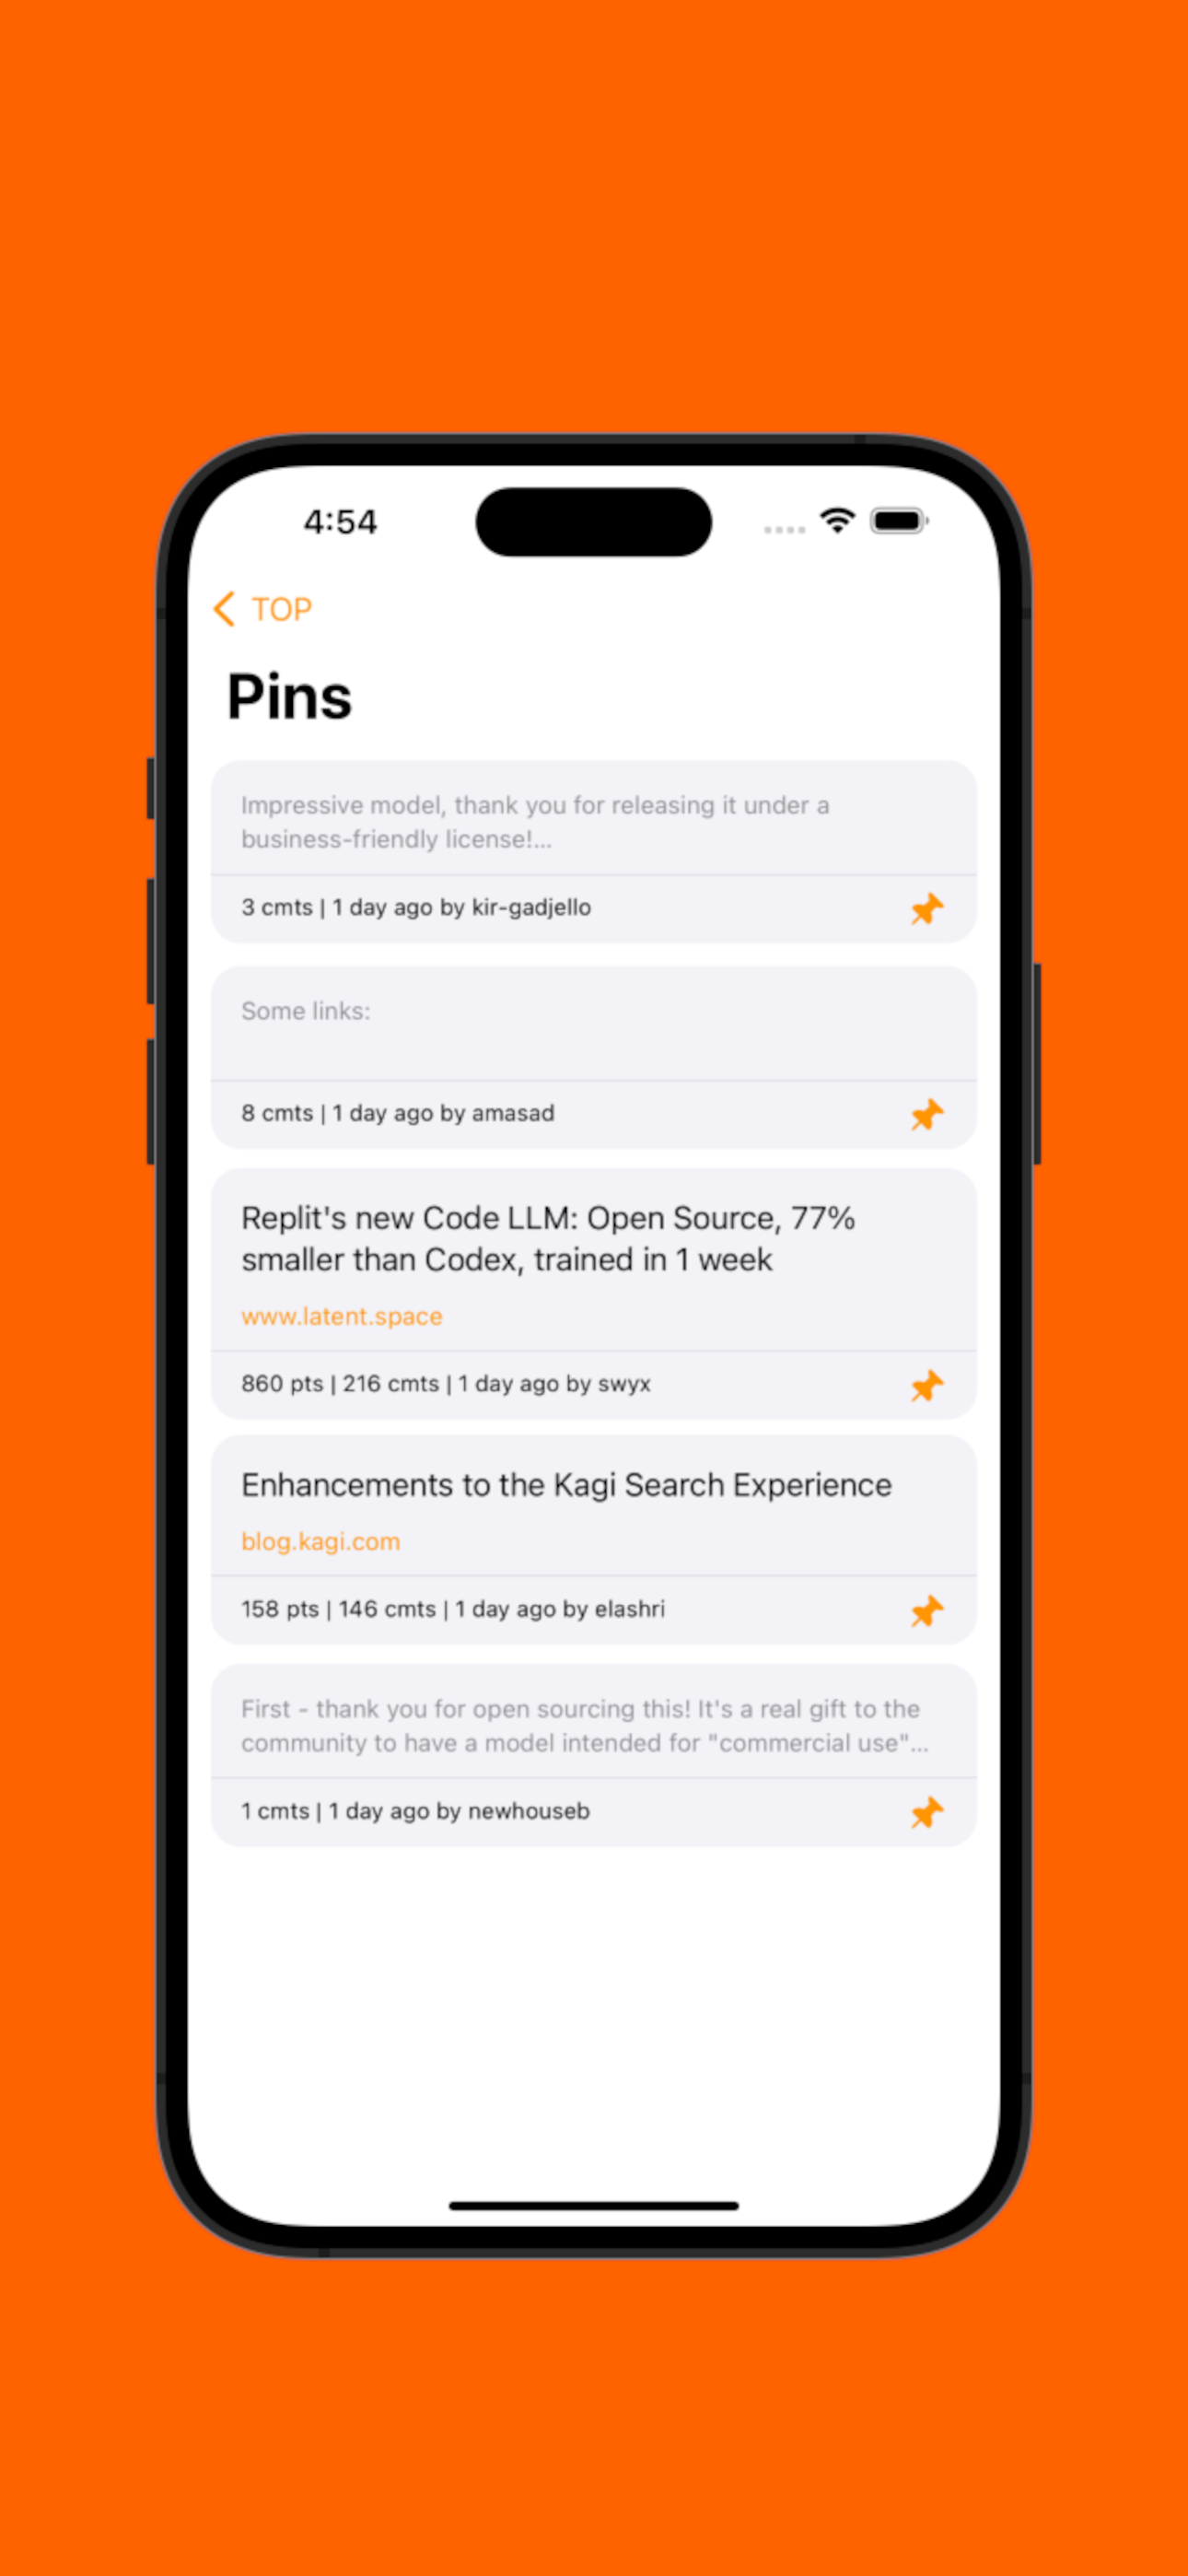 4:54
TOP
Pins
Impressive model, thank you for releasing it under a
business-friendly license!...
3 cmts | 1 day ago by kir-gadjello
Some links:
8 cmts | 1 day ago by amasad
Replit's new Code LLM: Open Source, 77%
smaller than Codex, trained in 1 week
www.latent.space
860 pts | 216 cmts | 1 day ago by swyx
Enhancements to the Kagi Search Experience
blog.kagi.com
158 pts | 146 cmts | 1 day ago by elashri
First - thank you for open sourcing this! It's a real gift to the
community to have a model intended for "commercial use"...
1 cmts | 1 day ago by newhouseb